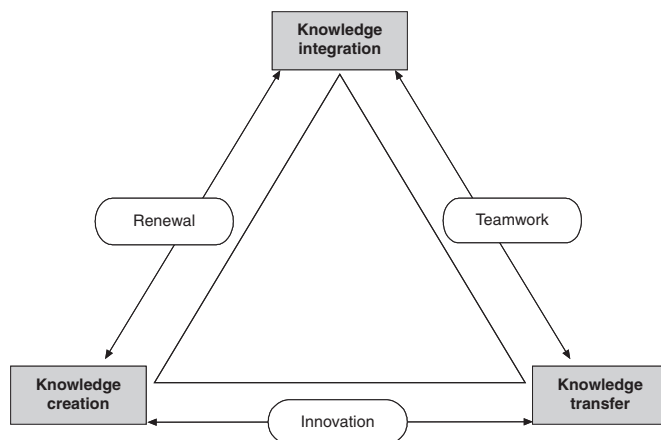 Knowledge
integration
Renewal
Teamwork
Knowledge
creation
Knowledge
transfer
Innovation